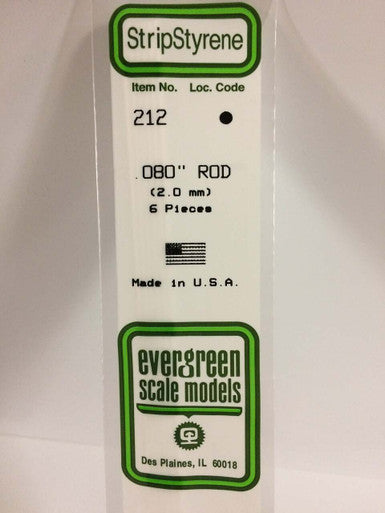 StripStyrene
Item No. Loc. Code
212 ●
.080" ROD
(2.0 mm)
6 Pieces
Made in U.S.A.
evergreen
scale models
Des Plaines, IL 60018